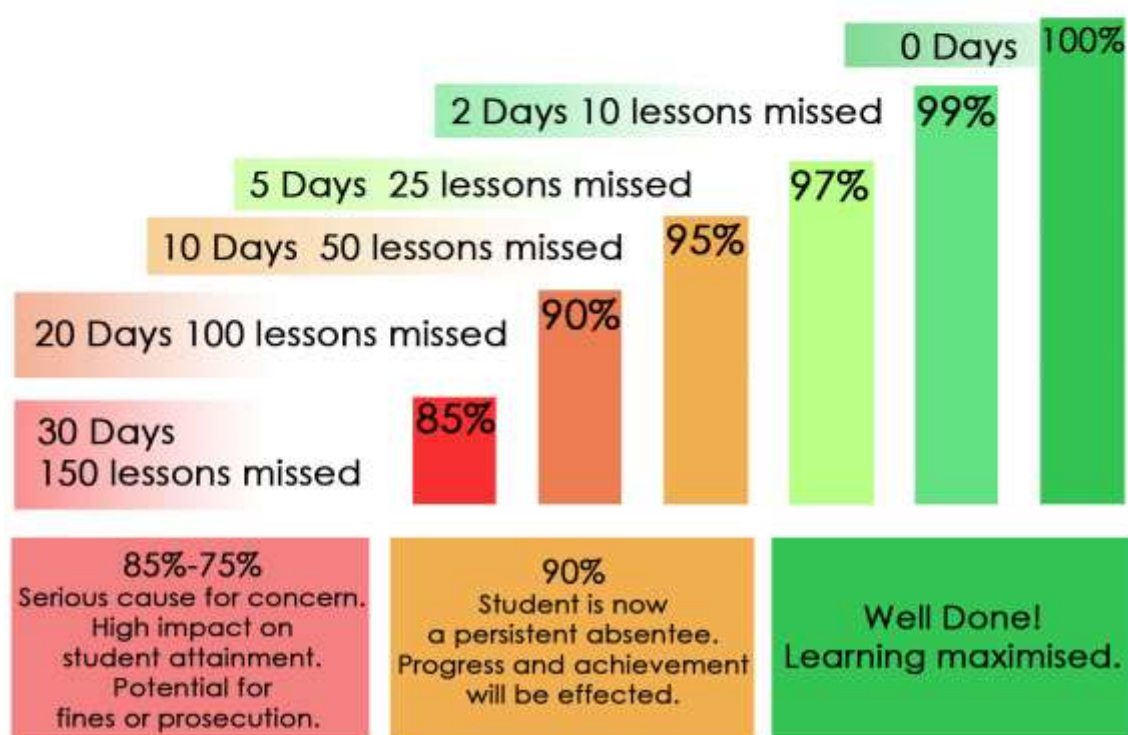 0 Days 100%
2 Days 10 lessons missed 99%
5 Days 25 lessons missed 97%
10 Days 50 lessons missed 95%
20 Days 100 lessons missed 90%
30 Days
150 lessons missed 85%
85%-75%
Serious cause for concern.
High impact on
student attainment.
Potential for
fines or prosecution.
90%
Student is now
a persistent absentee.
Progress and achievement
will be effected.
Well Done!
Learning maximised.